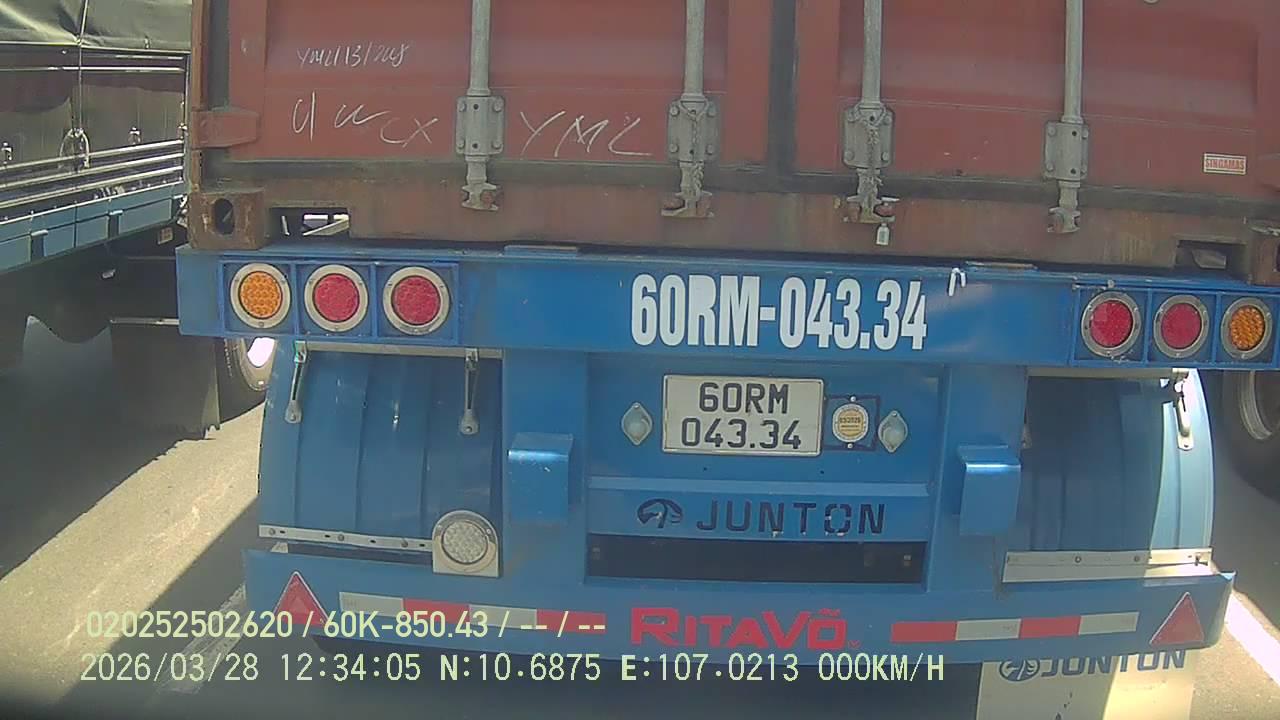 YML
SINGAMAS
60RM-043.34
60RM
043.34
JUNTON
RITAVÕ
020252502620 / 60K-850.43 / -- / --
2026/03/28 12:34:05 N:10.6875 E:107.0213 000KM/H
JUNTON